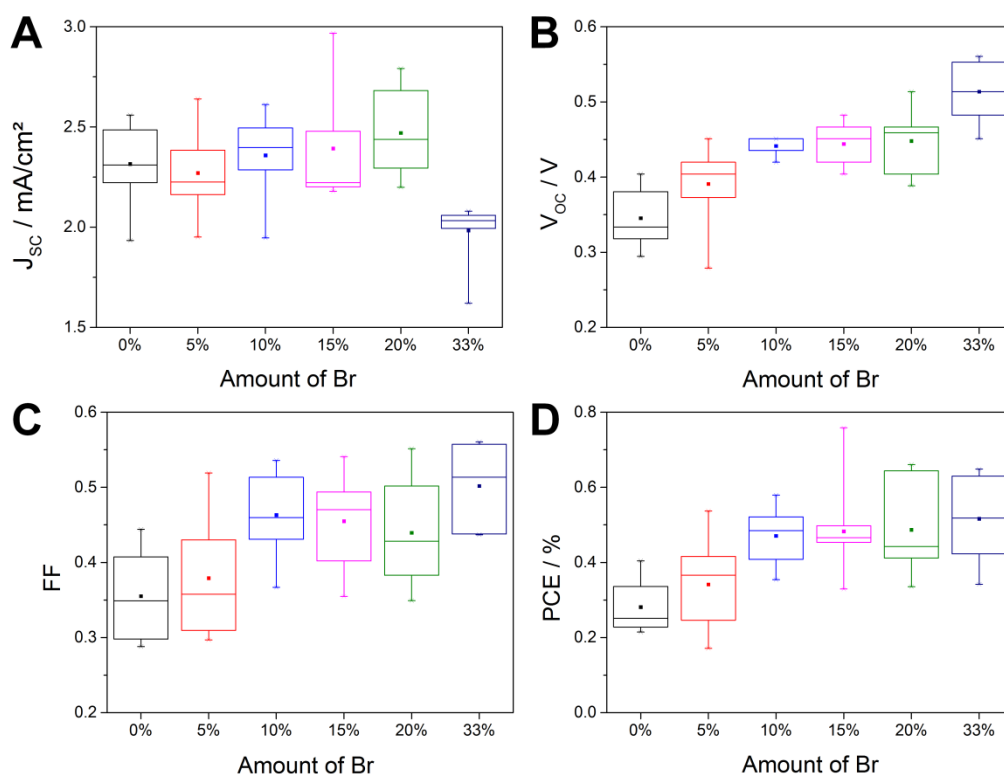 A
3.0
2.5
2.0
1.5
J_SC / mA/cm²
0% 5% 10% 15% 20% 33%
Amount of Br
B
0.6
0.5
0.4
0.3
0.2
V_OC / V
0% 5% 10% 15% 20% 33%
Amount of Br
C
0.6
0.5
0.4
0.3
0.2
FF
0% 5% 10% 15% 20% 33%
Amount of Br
D
0.8
0.6
0.4
0.2
0.0
PCE / %
0% 5% 10% 15% 20% 33%
Amount of Br